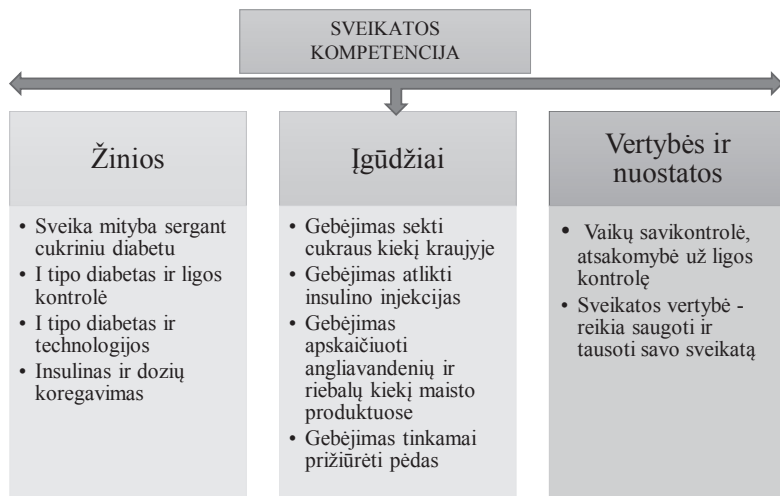 SVEIKATOS
KOMPETENCIJA
Žinios
• Sveika mityba sergant
cukriniu diabetu
• I tipo diabetas ir ligos
kontrolė
• I tipo diabetas ir
technologijos
• Insulinas ir dozių
koregavimas
Įgūdžiai
• Gebėjimas sekti
cukraus kiekį kraujyje
• Gebėjimas atlikti
insulino injekcijas
• Gebėjimas
apskaičiuoti
angliavandenių ir
riebalų kiekį maisto
produktuose
• Gebėjimas tinkamai
prižiūrėti pėdas
Vertybės ir
nuostatos
• Vaikų savikontrolė,
atsakomybė už ligos
kontrolę
• Sveikatos vertybė -
reikia saugoti ir
tausoti savo sveikatą